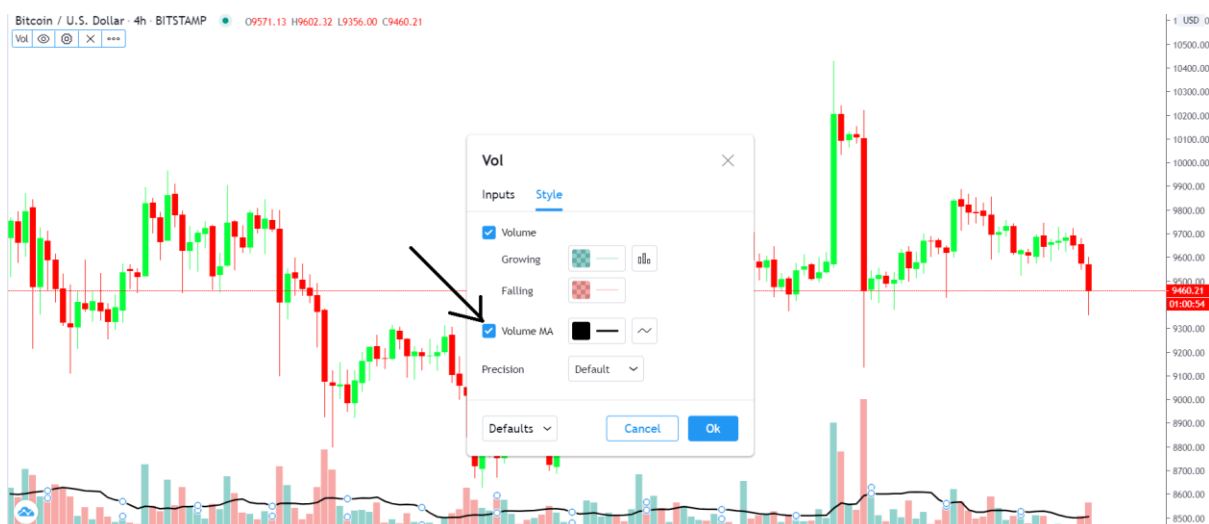 Bitcoin / U.S. Dollar · 4h · BITSTAMP O9571.13 H9602.32 L9356.00 C9460.21
Vol
1 USD 0
10500.00
10400.00
10300.00
10200.00
10100.00
10000.00
9900.00
9800.00
9700.00
9600.00
9500.00
9460.21
01:00:54
9300.00
9200.00
9100.00
9000.00
8900.00
8800.00
8700.00
8600.00
8500.00
Vol
Inputs Style
Volume
Growing
Falling
Volume MA
Precision Default
Defaults Cancel Ok